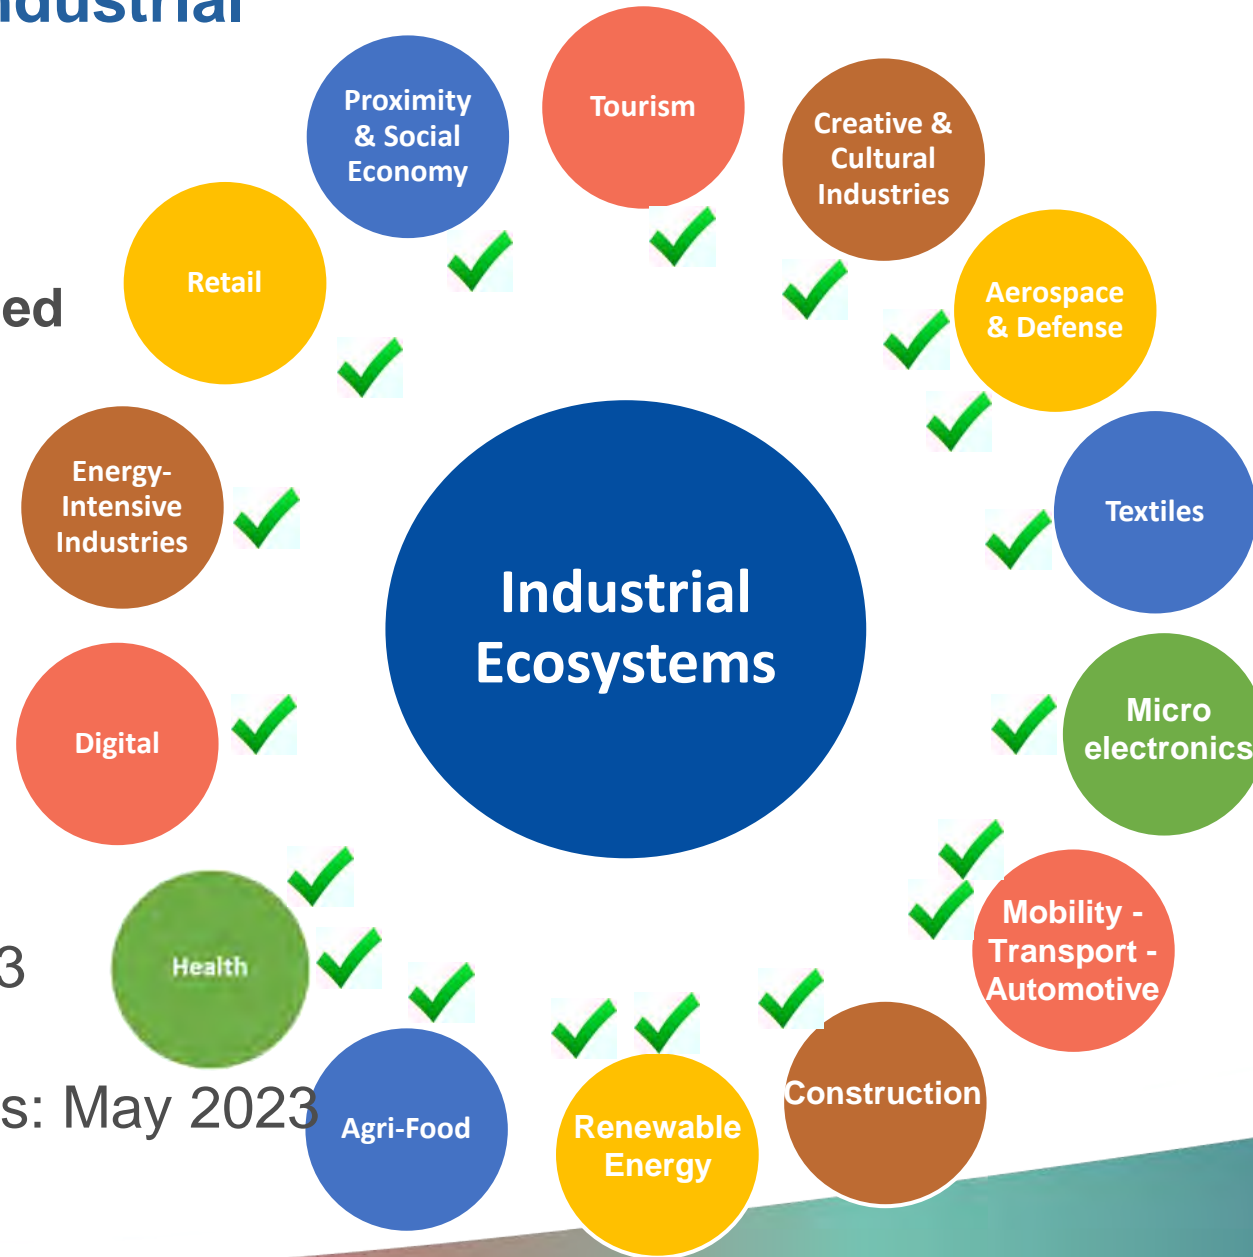 ndustrial
Proximity
& Social
Economy
Tourism
Creative &
Cultural
Industries
Retail
ed
Aerospace
& Defense
Energy-
Intensive
Industries
Textiles
Industrial
Ecosystems
Digital
Micro
electronics
Health
3
Mobility -
Transport -
Automotive
s: May 2023
Agri-Food
Renewable
Energy
Construction